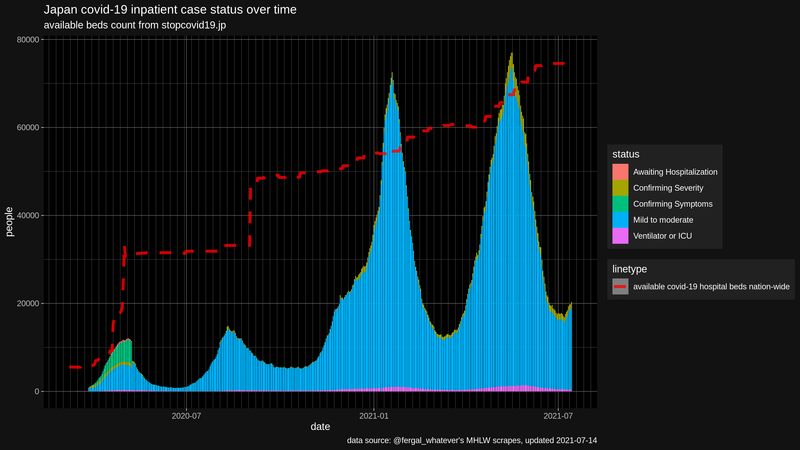 Japan covid-19 inpatient case status over time
available beds count from stopcovid19.jp
80000
60000
40000
20000
0
people
2020-07
2021-01
2021-07
date
status
Awaiting Hospitalization
Confirming Severity
Confirming Symptoms
Mild to moderate
Ventilator or ICU
linetype
available covid-19 hospital beds nation-wide
data source: @fergal_whatever's MHLW scrapes, updated 2021-07-14